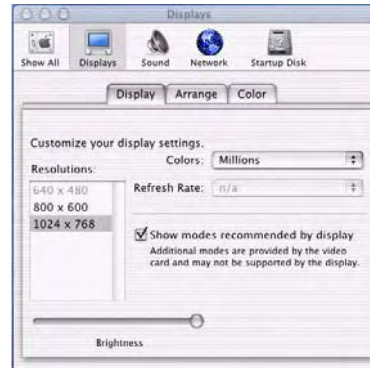 Displays
Show All Displays Sound Network Startup Disk
Display Arrange Color
Customize your display settings.
Colors: Millions
Resolutions:
640 x 480
Refresh Rate: n/a
800 x 600
1024 x 768
Show modes recommended by display
Additional modes are provided by the video
card and may not be supported by the display.
Brightness